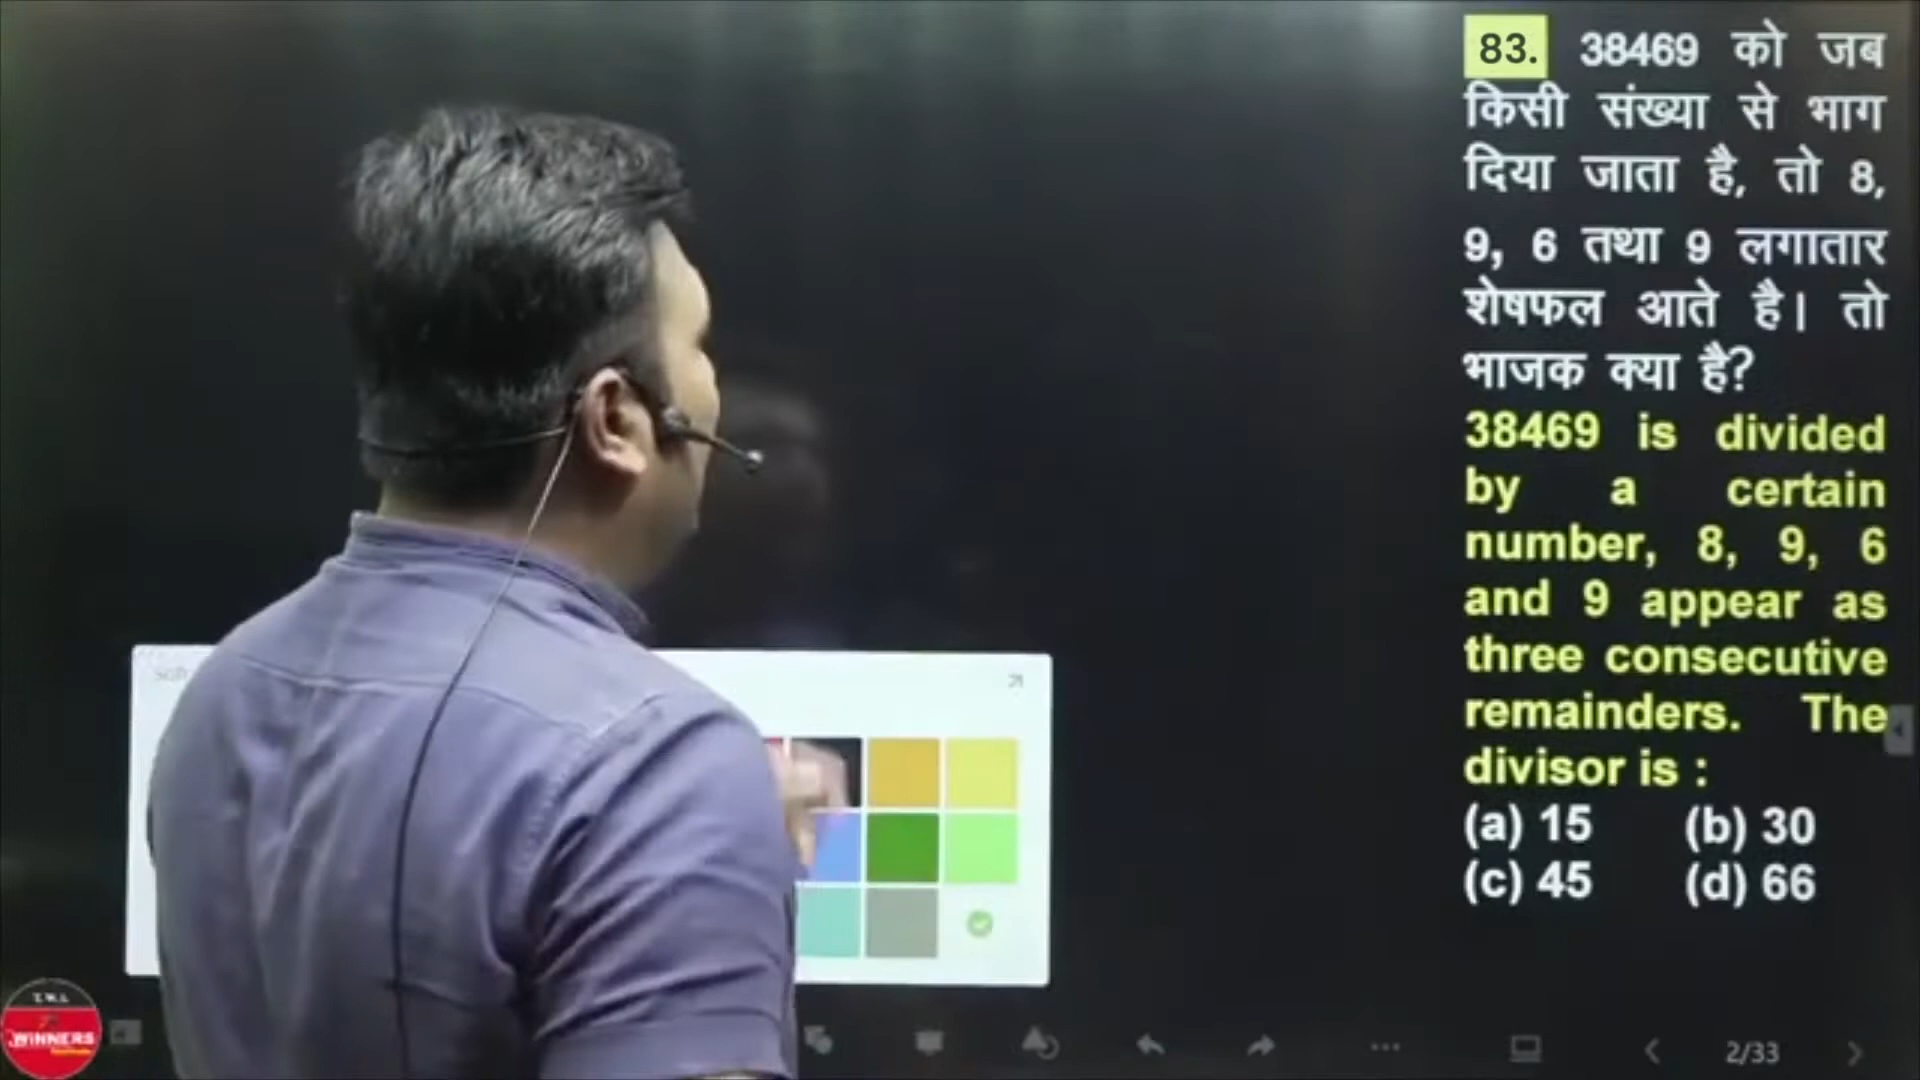 83. 38469 को जब
किसी संख्या से भाग
दिया जाता है, तो 8,
9, 6 तथा 9 लगातार
शेषफल आते है। तो
भाजक क्या है?
38469 is divided
by a certain
number, 8, 9, 6
and 9 appear as
three consecutive
remainders. The
divisor is :
(a) 15 (b) 30
(c) 45 (d) 66
WINNERS
2/33